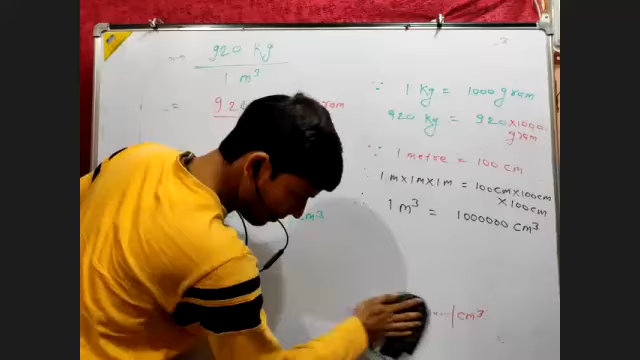 920 kg
1 m³
=
∵ 1 kg = 1000 gram
920 kg = 920×1000
gram
∵ 1 metre = 100 cm
1m×1m×1m = 100cm×100cm
×100cm
∴ 1 m³ = 1000000 cm³
cm³
cm³